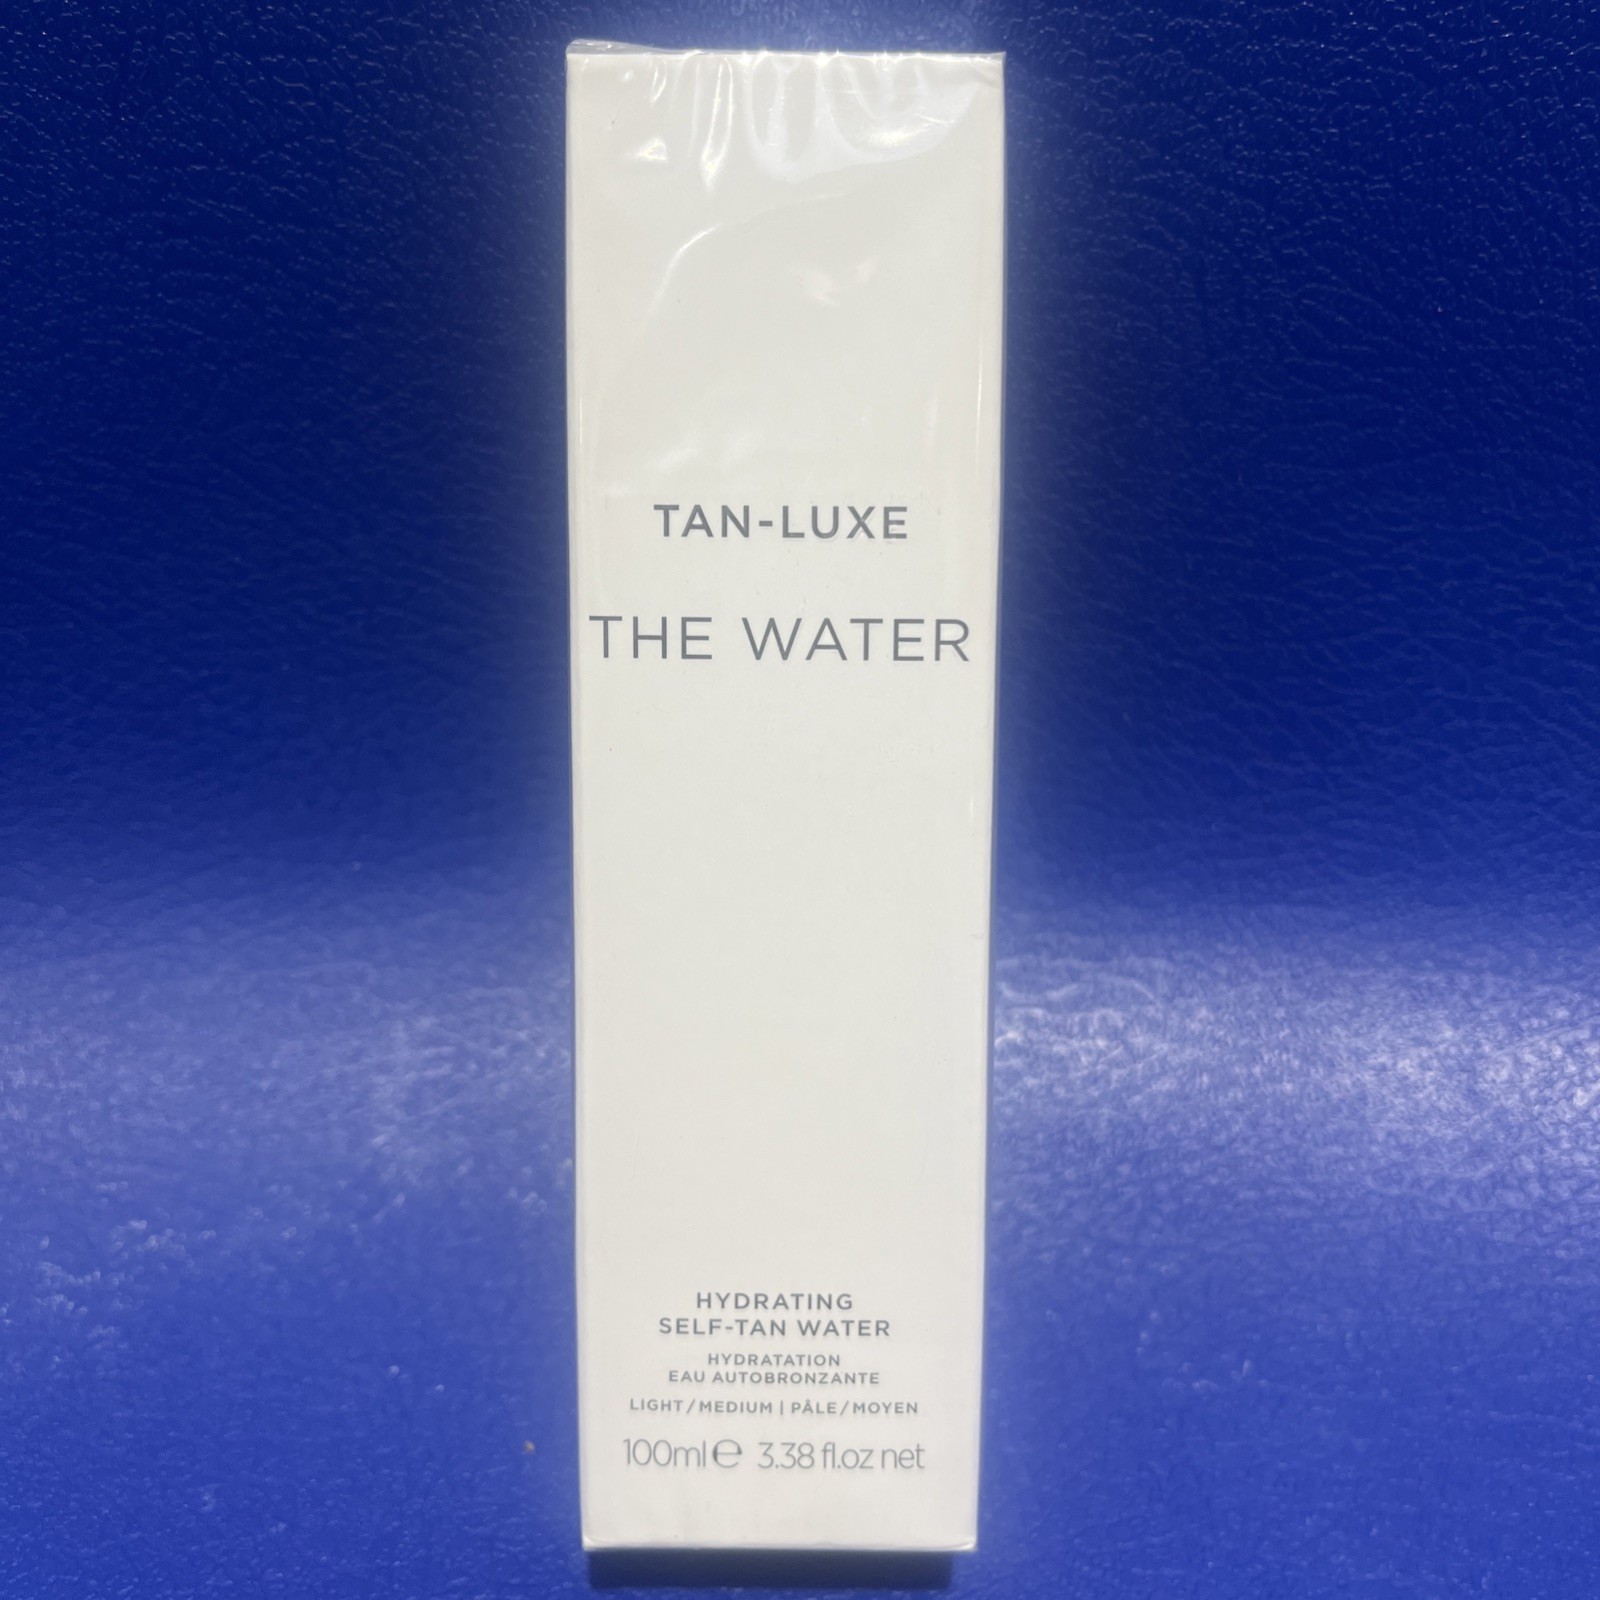 TAN-LUXE
THE WATER
HYDRATING
SELF-TAN WATER
HYDRATATION
EAU AUTOBRONZANTE
LIGHT/MEDIUM | PÂLE/MOYEN
100ml℮ 3.38 fl.oz net